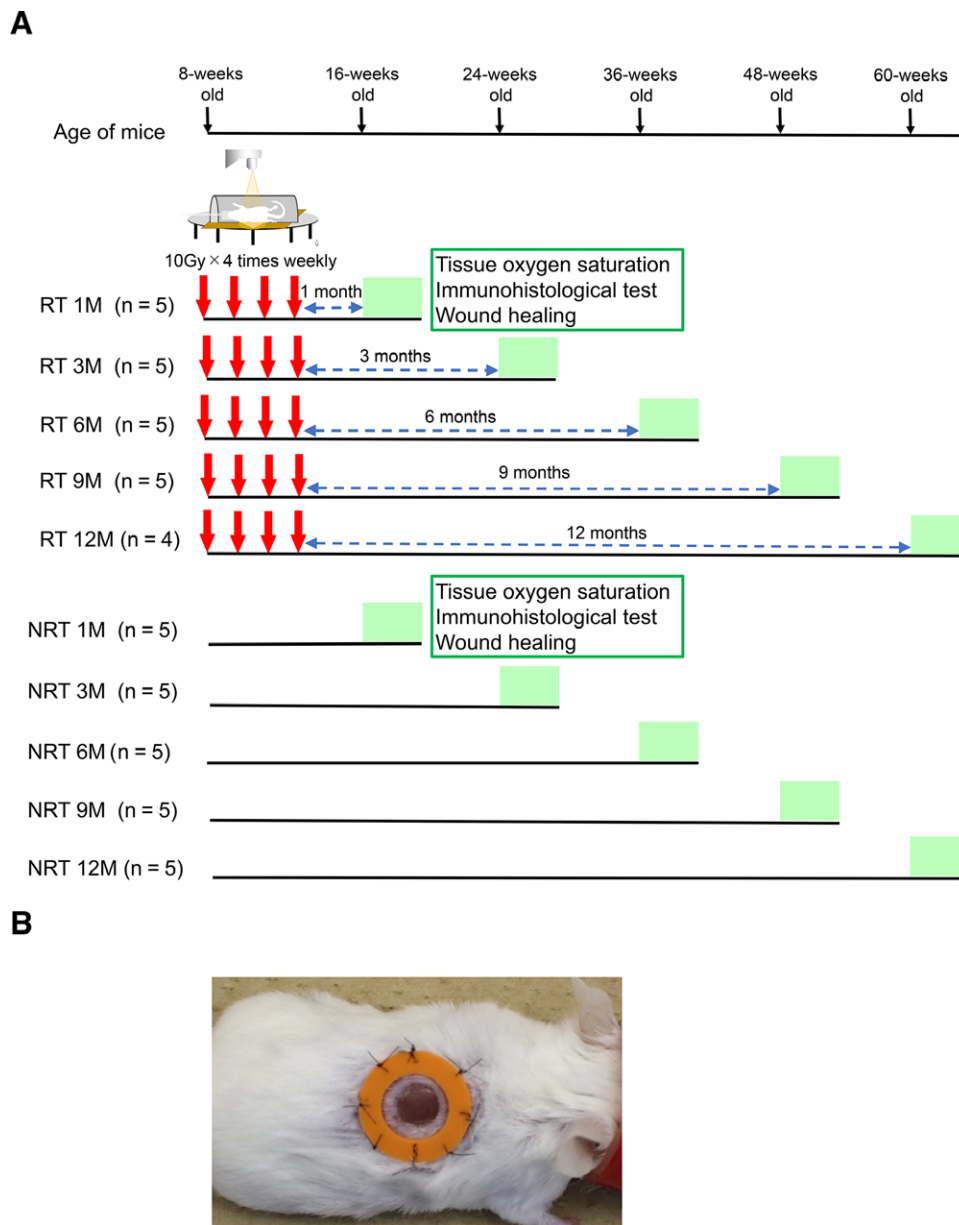 A
8-weeks old
16-weeks old
24-weeks old
36-weeks old
48-weeks old
60-weeks old
Age of mice
10Gy×4 times weekly
RT 1M (n = 5)
1 month
Tissue oxygen saturation
Immunohistological test
Wound healing
RT 3M (n = 5)
3 months
RT 6M (n = 5)
6 months
RT 9M (n = 5)
9 months
RT 12M (n = 4)
12 months
NRT 1M (n = 5)
Tissue oxygen saturation
Immunohistological test
Wound healing
NRT 3M (n = 5)
NRT 6M (n = 5)
NRT 9M (n = 5)
NRT 12M (n = 5)
B